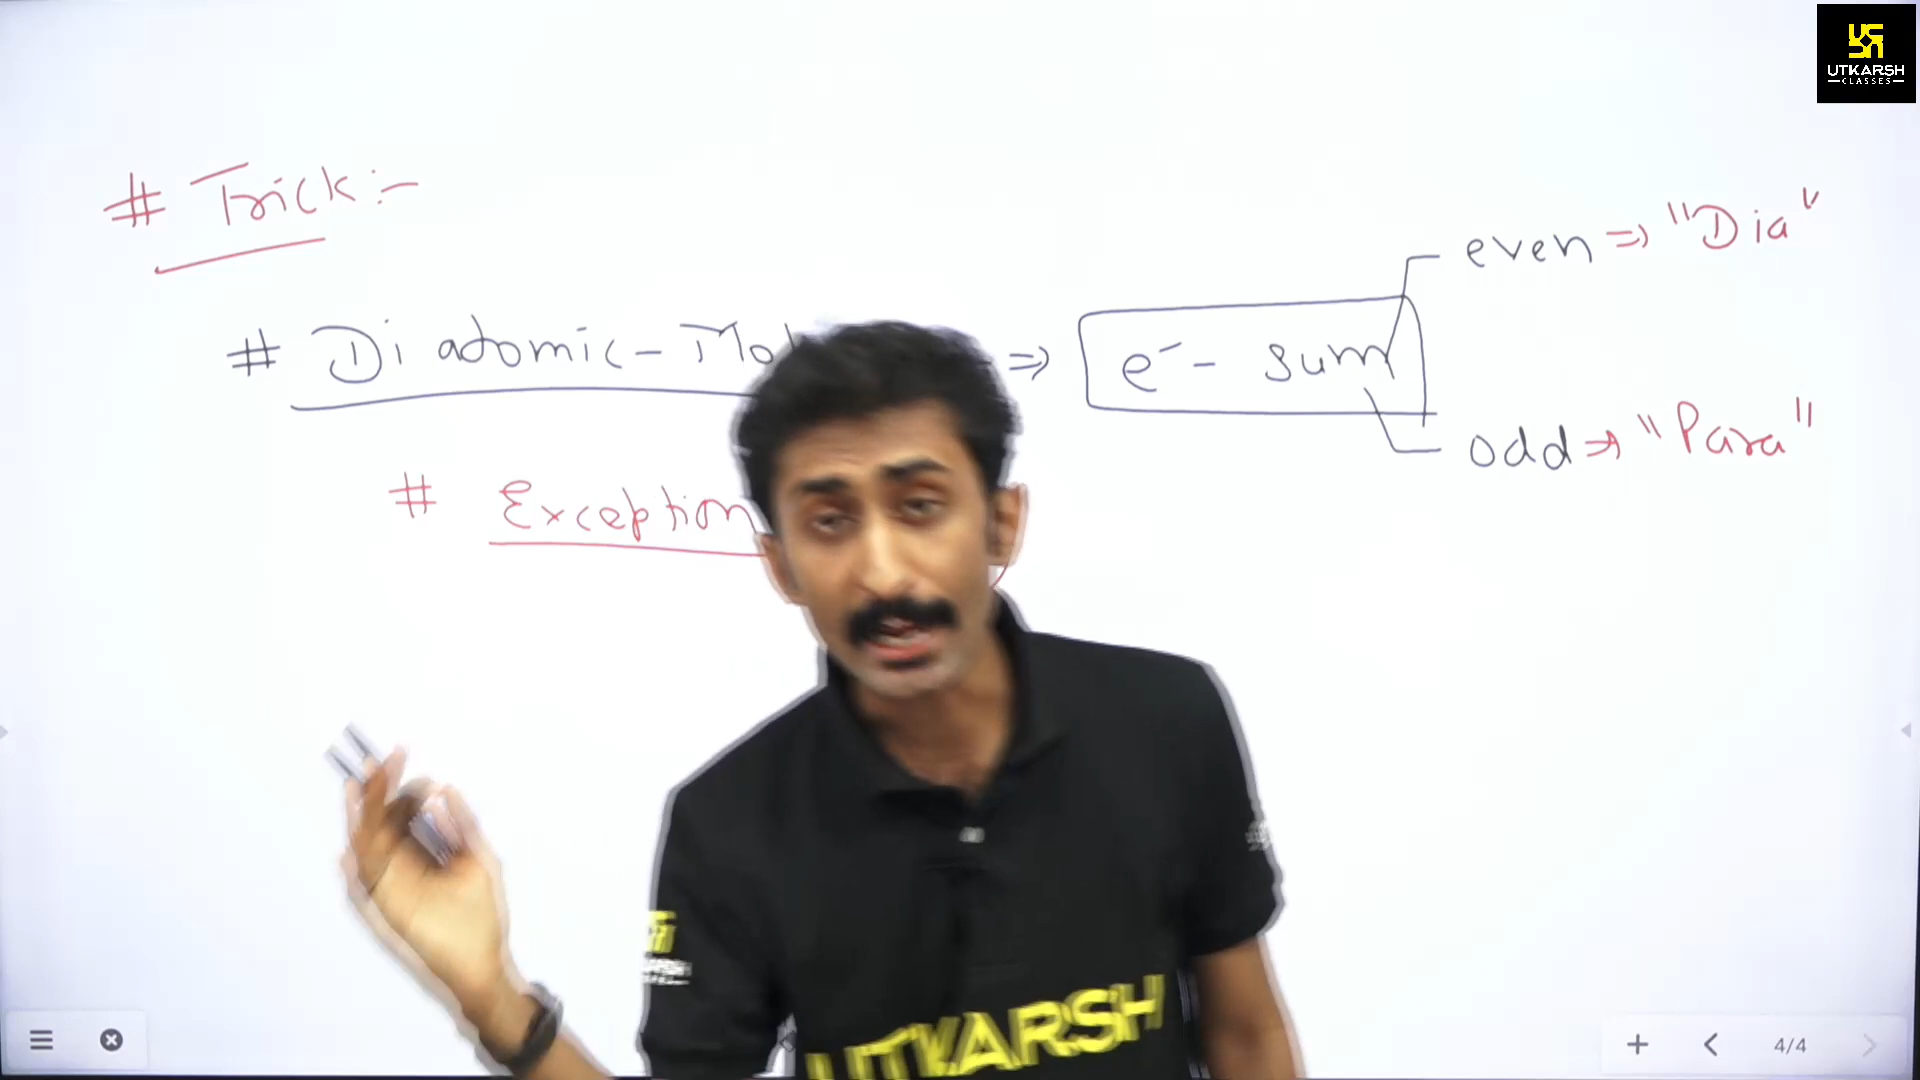 UTKARSH
CLASSES
# Trick :-
even => "Dia"
# Diatomic - Mol => e⁻ - sum
odd => "Para"
# Exception
UTKARSH
4/4